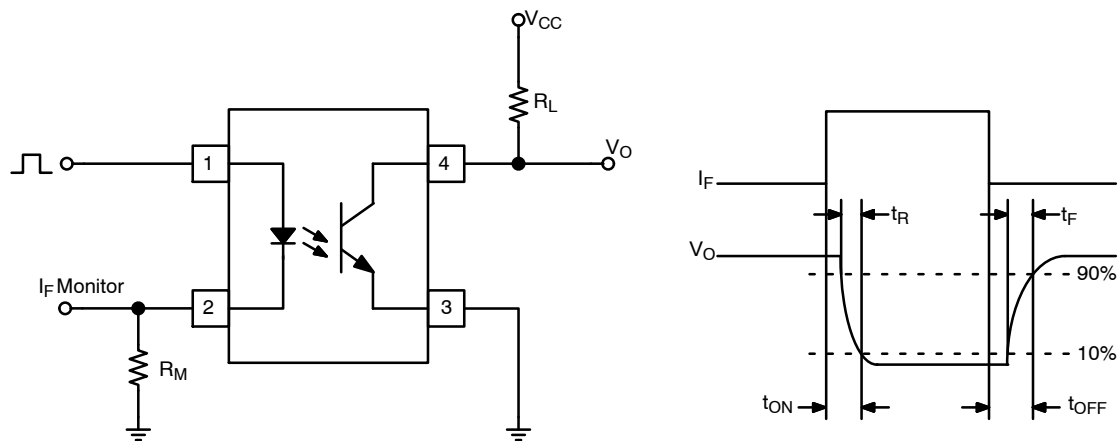 VCC
RL
1
4
VO
IF Monitor
2
3
RM
IF
tR
tF
VO
90%
10%
tON
tOFF